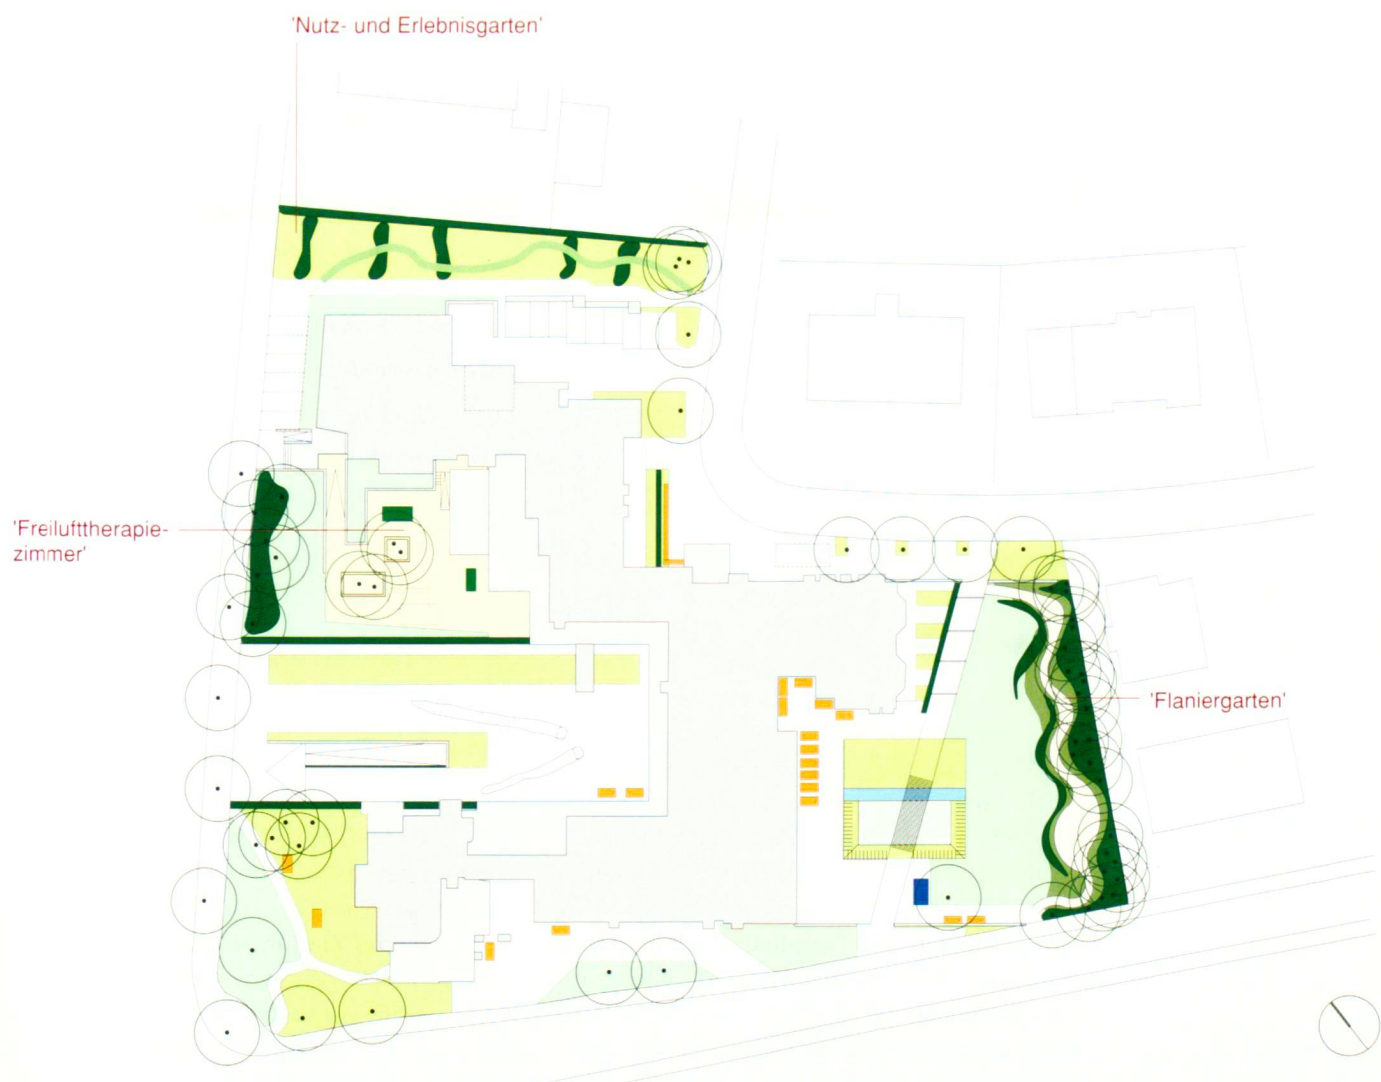 'Nutz- und Erlebnisgarten'
'Freilufttherapie-
zimmer'
'Flaniergarten'